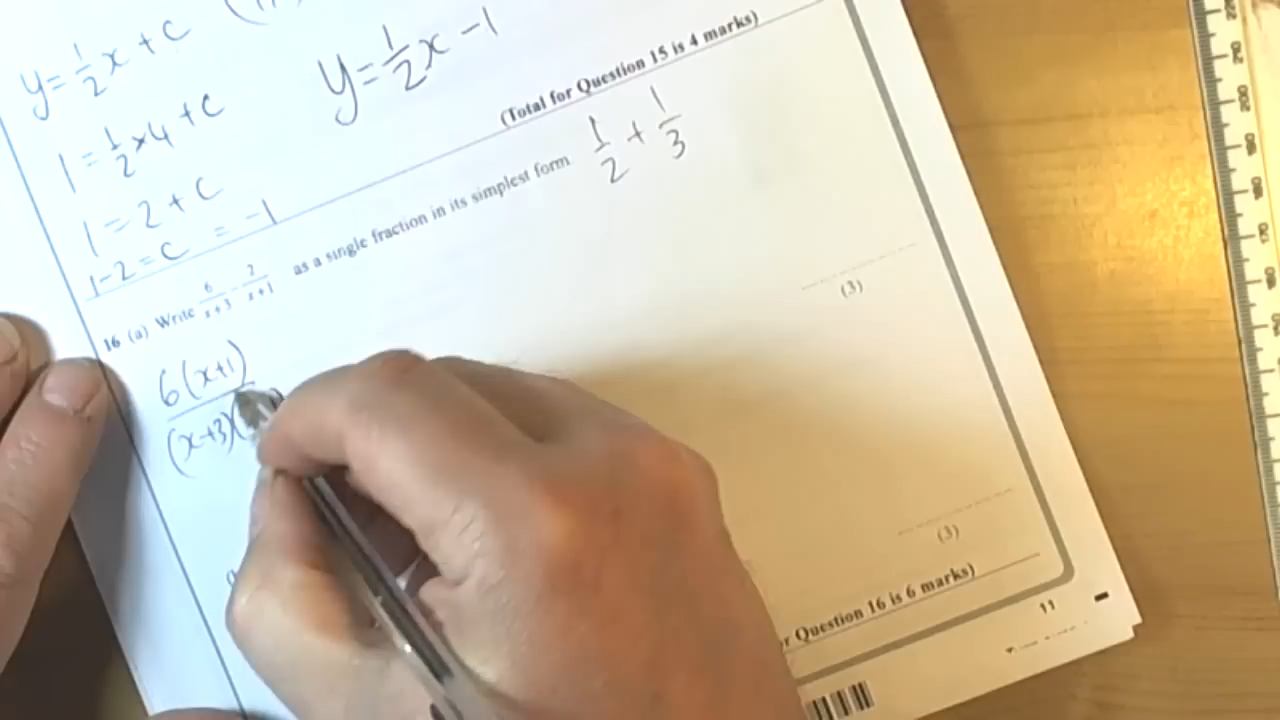 y = 1/2 x + c
y = 1/2 x - 1
1 = 1/2 × 4 + c
1 = 2 + c
1 - 2 = c = -1
(Total for Question 15 is 4 marks)
16 (a) Write 6/(x+3) - 2/(x+1) as a single fraction in its simplest form 1/2 + 1/3
(3)
6(x+1)
(x+3)(
(3)
r Question 16 is 6 marks)
11